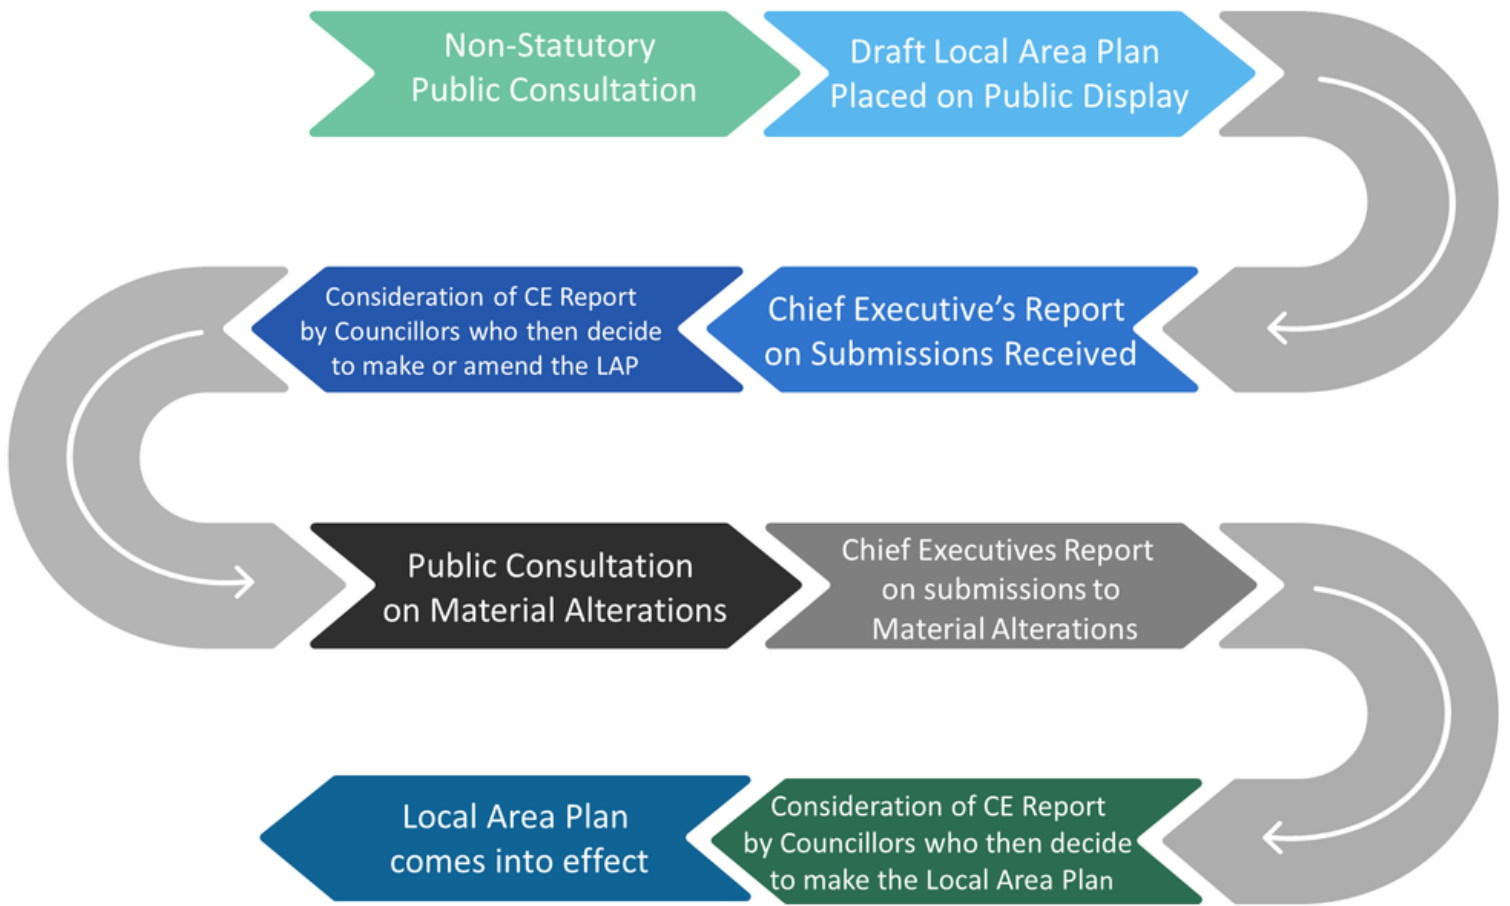 Non-Statutory
Public Consultation
Draft Local Area Plan
Placed on Public Display
Chief Executive’s Report
on Submissions Received
Consideration of CE Report
by Councillors who then decide
to make or amend the LAP
Public Consultation
on Material Alterations
Chief Executives Report
on submissions to
Material Alterations
Consideration of CE Report
by Councillors who then decide
to make the Local Area Plan
Local Area Plan
comes into effect